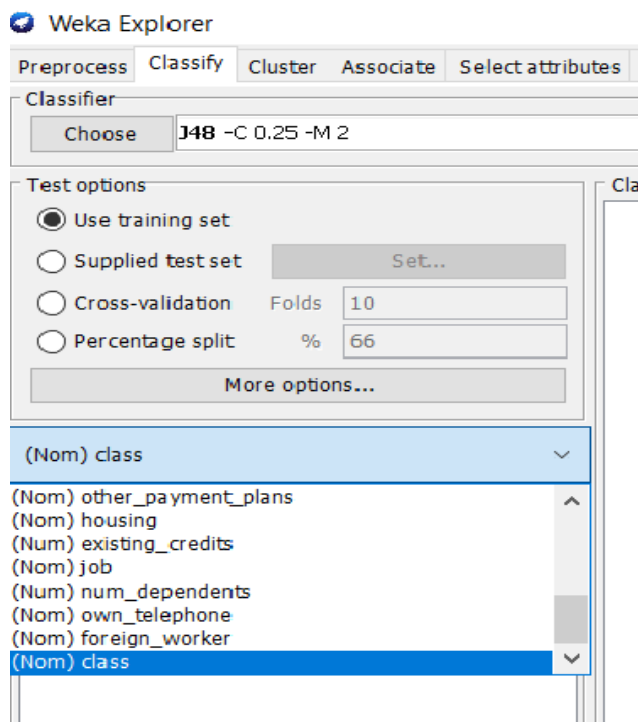 Weka Explorer
Preprocess Classify Cluster Associate Select attributes
Classifier
Choose J48 -C 0.25 -M 2
Test options
Use training set
Supplied test set Set...
Cross-validation Folds 10
Percentage split % 66
More options...
(Nom) class
(Nom) other_payment_plans
(Nom) housing
(Num) existing_credits
(Nom) job
(Num) num_dependents
(Nom) own_telephone
(Nom) foreign_worker
(Nom) class
Cla